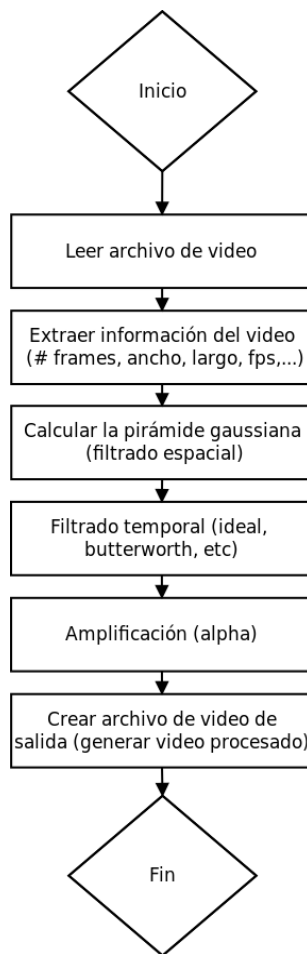 Inicio
Leer archivo de video
Extraer información del video
(# frames, ancho, largo, fps,...)
Calcular la pirámide gaussiana
(filtrado espacial)
Filtrado temporal (ideal,
butterworth, etc)
Amplificación (alpha)
Crear archivo de video de
salida (generar video procesado)
Fin